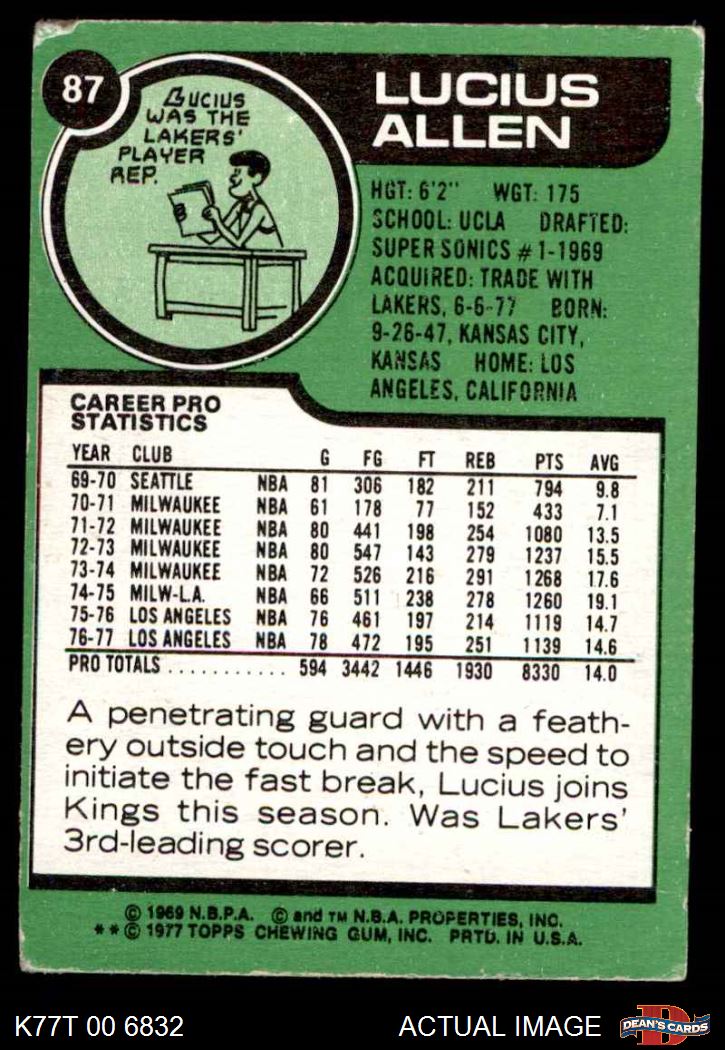 87
LUCIUS
ALLEN
LUCIUS
WAS THE
LAKERS'
PLAYER
REP.
HGT: 6'2" WGT: 175
SCHOOL: UCLA DRAFTED:
SUPER SONICS #1-1969
ACQUIRED: TRADE WITH
LAKERS, 6-6-77 BORN:
9-26-47, KANSAS CITY,
KANSAS HOME: LOS
ANGELES, CALIFORNIA
CAREER PRO
STATISTICS
YEAR CLUB G FG FT REB PTS AVG
69-70 SEATTLE NBA 81 306 182 211 794 9.8
70-71 MILWAUKEE NBA 61 178 77 152 433 7.1
71-72 MILWAUKEE NBA 80 441 198 254 1080 13.5
72-73 MILWAUKEE NBA 80 547 143 279 1237 15.5
73-74 MILWAUKEE NBA 72 526 216 291 1268 17.6
74-75 MILW-L.A. NBA 66 511 238 278 1260 19.1
75-76 LOS ANGELES NBA 76 461 197 214 1119 14.7
76-77 LOS ANGELES NBA 78 472 195 251 1139 14.6
PRO TOTALS ............ 594 3442 1446 1930 8330 14.0
A penetrating guard with a feath-
ery outside touch and the speed to
initiate the fast break, Lucius joins
Kings this season. Was Lakers'
3rd-leading scorer.
© 1969 N.B.P.A. © and TM N.B.A. PROPERTIES, INC.
**© 1977 TOPPS CHEWING GUM, INC. PRTD. IN U.S.A.
K77T 00 6832
ACTUAL IMAGE
D
DEAN'S CARDS